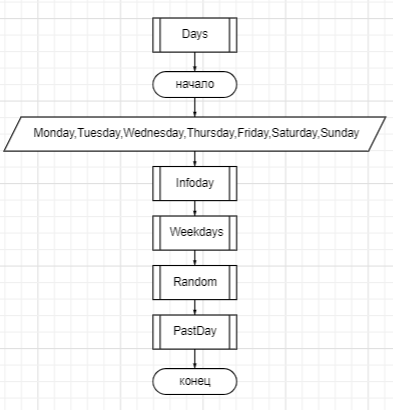 Days
начало
Monday,Tuesday,Wednesday,Thursday,Friday,Saturday,Sunday
Infoday
Weekdays
Random
PastDay
конец